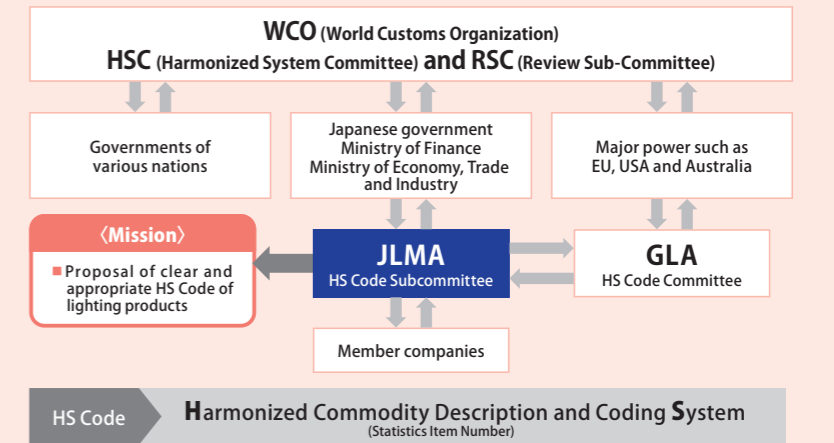 WCO (World Customs Organization)
HSC (Harmonized System Committee) and RSC (Review Sub-Committee)
Governments of
various nations
Japanese government
Ministry of Finance
Ministry of Economy, Trade
and Industry
Major power such as
EU, USA and Australia
〈Mission〉
■ Proposal of clear and
appropriate HS Code of
lighting products
JLMA
HS Code Subcommittee
GLA
HS Code Committee
Member companies
HS Code
Harmonized Commodity Description and Coding System
(Statistics Item Number)